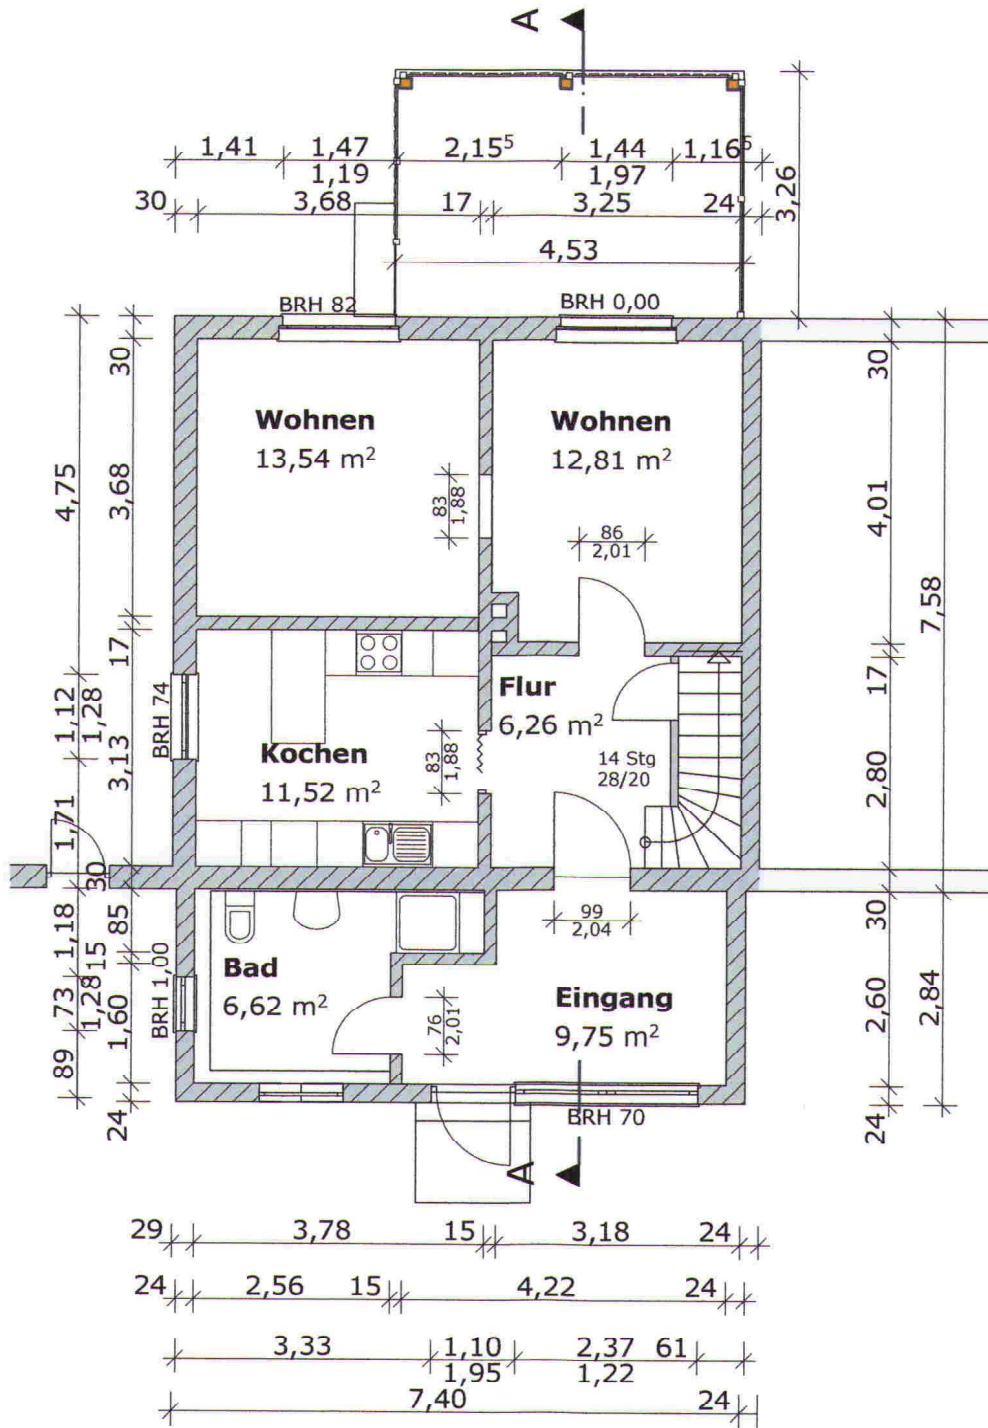 A
1,41 1,47 2,15⁵ 1,44 1,16⁵
1,19 1,97
30 3,68 17 3,25 24
4,53
3,26
BRH 82 BRH 0,00
30
4,75
3,68
17
1,12
1,28
3,13
1,71
30
1,18
85
15
73
1,28
1,60
89
24
BRH 74
BRH 1,00
Wohnen
13,54 m²
Wohnen
12,81 m²
83
1,88
86
2,01
Flur
6,26 m²
Kochen
11,52 m²
83
1,88
14 Stg
28/20
99
2,04
Bad
6,62 m²
76
2,01
Eingang
9,75 m²
BRH 70
A
30
4,01
7,58
17
2,80
30
2,60
2,84
24
29 3,78 15 3,18 24
24 2,56 15 4,22 24
3,33 1,10 2,37 61
1,95 1,22
7,40 24